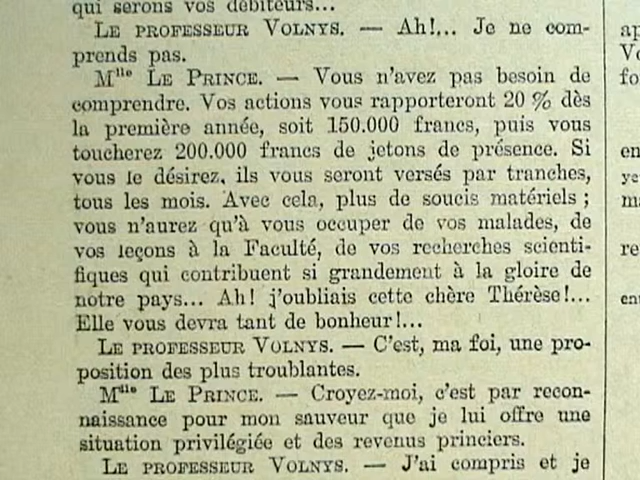 qui serons vos débiteurs...
LE PROFESSEUR VOLNYS. — Ah!... Je ne com-
prends pas.
Mlle LE PRINCE. — Vous n'avez pas besoin de
comprendre. Vos actions vous rapporteront 20 % dès
la première année, soit 150.000 francs, puis vous
toucherez 200.000 francs de jetons de présence. Si
vous le désirez, ils vous seront versés par tranches,
tous les mois. Avec cela, plus de soucis matériels ;
vous n'aurez qu'à vous occuper de vos malades, de
vos leçons à la Faculté, de vos recherches scienti-
fiques qui contribuent si grandement à la gloire de
notre pays... Ah! j'oubliais cette chère Thérèse!...
Elle vous devra tant de bonheur!...
LE PROFESSEUR VOLNYS. — C'est, ma foi, une pro-
position des plus troublantes.
Mlle LE PRINCE. — Croyez-moi, c'est par recon-
naissance pour mon sauveur que je lui offre une
situation privilégiée et des revenus princiers.
LE PROFESSEUR VOLNYS. — J'ai compris et je